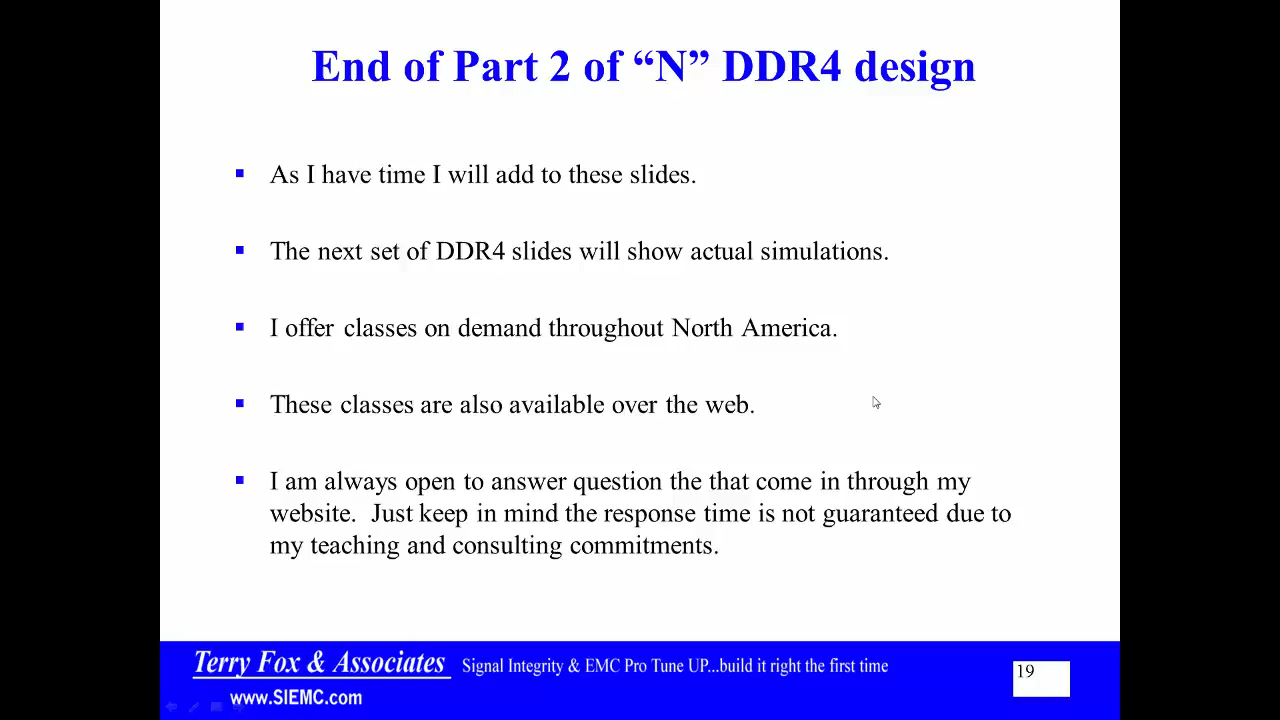 End of Part 2 of “N” DDR4 design
As I have time I will add to these slides.
The next set of DDR4 slides will show actual simulations.
I offer classes on demand throughout North America.
These classes are also available over the web.
I am always open to answer question the that come in through my
website.  Just keep in mind the response time is not guaranteed due to
my teaching and consulting commitments.
Terry Fox & Associates Signal Integrity & EMC Pro Tune UP...build it right the first time
19
www.SIEMC.com